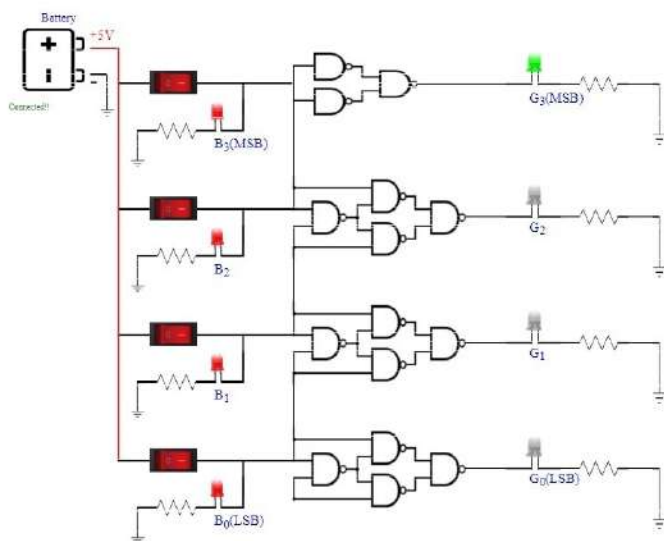 Battery
+5V
Connected!!
B3(MSB)
G3(MSB)
B2
G2
B1
G1
B0(LSB)
G0(LSB)